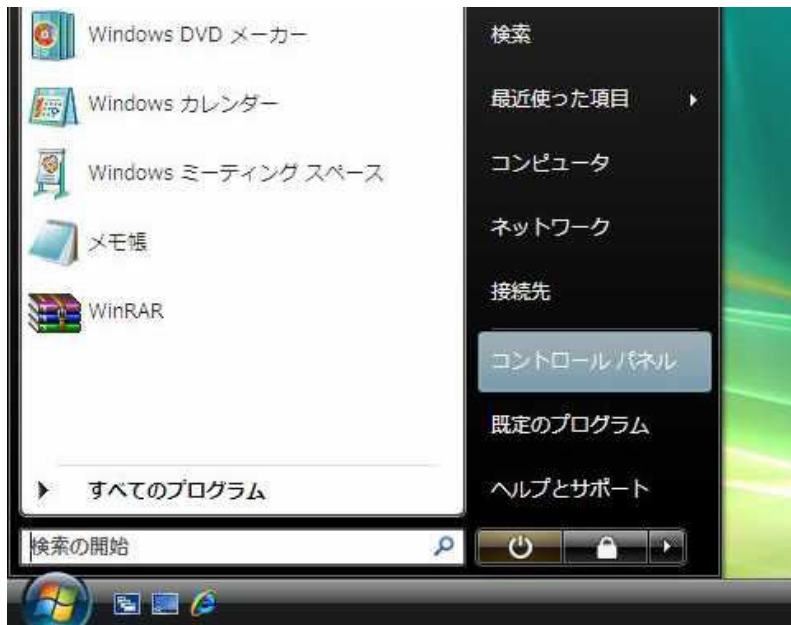 Windows DVD メーカー
Windows カレンダー
Windows ミーティング スペース
メモ帳
WinRAR
すべてのプログラム
検索の開始
検索
最近使った項目
コンピュータ
ネットワーク
接続先
コントロール パネル
既定のプログラム
ヘルプとサポート